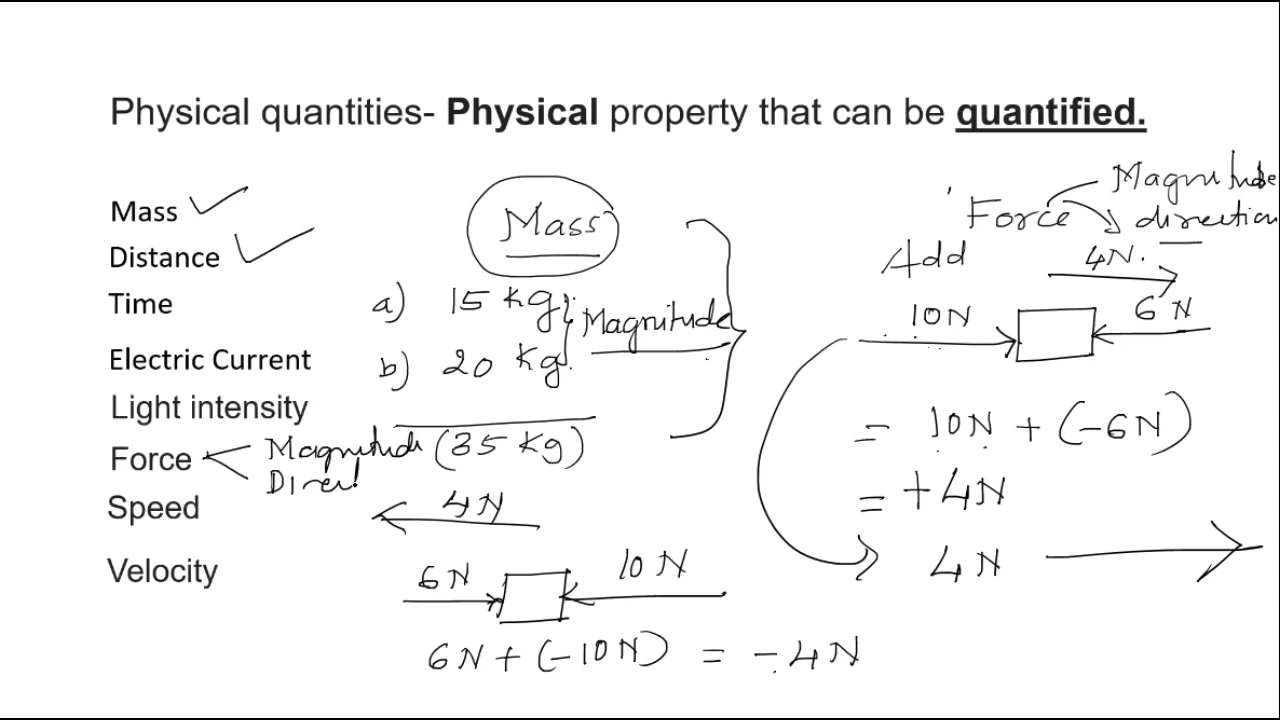 Physical quantities- Physical property that can be quantified.
Mass
Distance
Time
Electric Current
Light intensity
Force
Speed
Velocity
Magnitude
Direct
Mass
a) 15 kg
b) 20 kg
Magnitude
(35 kg)
4N
6N
10N
6N + (-10N) = -4N
Force
Magnitude
direction
Add
4N.
10N
6N
= 10N + (-6N)
= +4N
4N